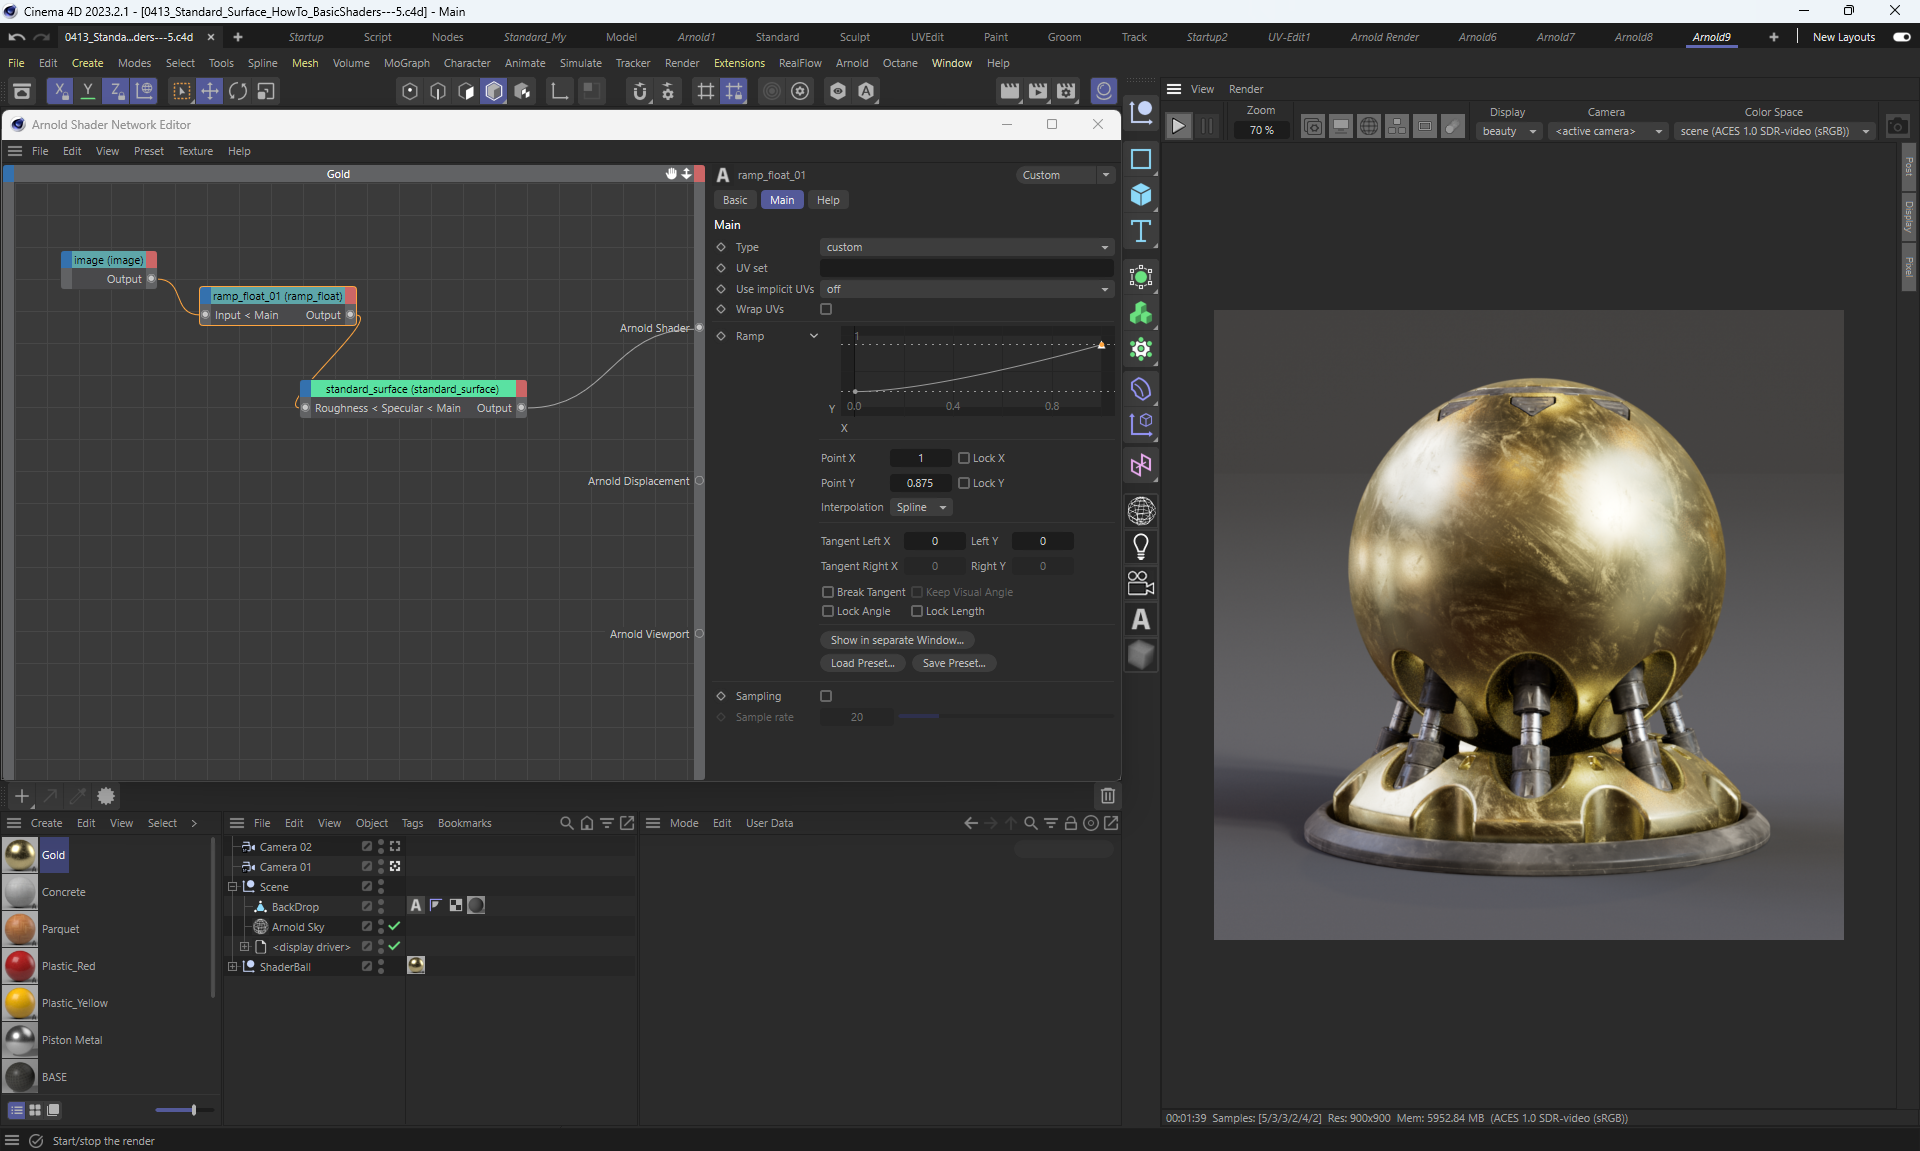 Cinema 4D 2023.2.1 - [0413_Standard_Surface_HowTo_BasicShaders---5.c4d] - Main
0413_Standa...ders---5.c4d
Startup
Script
Nodes
Standard_My
Model
Arnold1
Standard
Sculpt
UVEdit
Paint
Groom
Track
Startup2
UV-Edit1
Arnold Render
Arnold6
Arnold7
Arnold8
Arnold9
New Layouts
File Edit Create Modes Select Tools Spline Mesh Volume MoGraph Character Animate Simulate Tracker Render Extensions RealFlow Arnold Octane Window Help
X Y Z
View Render
Zoom
70 %
Display
beauty
Camera
<active camera>
Color Space
scene (ACES 1.0 SDR-video (sRGB))
Post
Display
Pixel
Arnold Shader Network Editor
File Edit View Preset Texture Help
Gold
image (image)
Output
ramp_float_01 (ramp_float)
Input < Main Output
standard_surface (standard_surface)
Roughness < Specular < Main Output
Arnold Shader
Arnold Displacement
Arnold Viewport
A ramp_float_01
Custom
Basic Main Help
Main
Type custom
UV set
Use implicit UVs off
Wrap UVs
Ramp
1
Y 0.0 0.4 0.8
X
Point X 1 Lock X
Point Y 0.875 Lock Y
Interpolation Spline
Tangent Left X 0 Left Y 0
Tangent Right X 0 Right Y 0
Break Tangent Keep Visual Angle
Lock Angle Lock Length
Show in separate Window...
Load Preset... Save Preset...
Sampling
Sample rate 20
Create Edit View Select >
Gold
Concrete
Parquet
Plastic_Red
Plastic_Yellow
Piston Metal
BASE
File Edit View Object Tags Bookmarks
Camera 02
Camera 01
Scene
BackDrop
A
Arnold Sky
<display driver>
ShaderBall
Mode Edit User Data
00:01:39 Samples: [5/3/3/2/4/2] Res: 900x900 Mem: 5952.84 MB (ACES 1.0 SDR-video (sRGB))
Start/stop the render